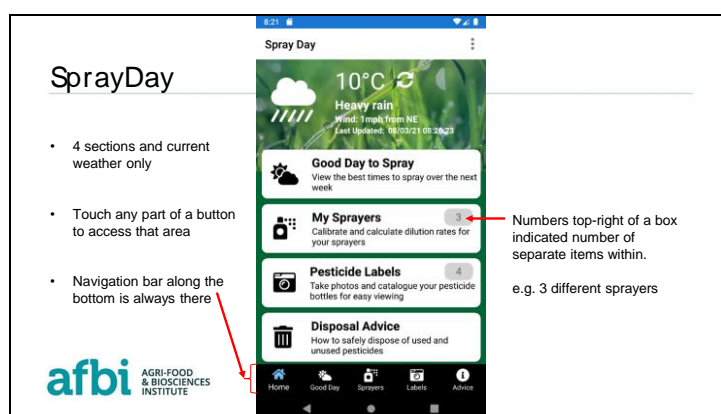 SprayDay
• 4 sections and current
weather only
• Touch any part of a button
to access that area
• Navigation bar along the
bottom is always there
afbi AGRI-FOOD
& BIOSCIENCES
INSTITUTE
8:21
Spray Day
10°C
Heavy rain
Wind: 1mph from NE
Last Updated: 08/03/21 08:20:23
Good Day to Spray
View the best times to spray over the next
week
My Sprayers 3
Calibrate and calculate dilution rates for
your sprayers
Pesticide Labels 4
Take photos and catalogue your pesticide
bottles for easy viewing
Disposal Advice
How to safely dispose of used and
unused pesticides
Home Good Day Sprayers Labels Advice
Numbers top-right of a box
indicated number of
separate items within.
e.g. 3 different sprayers